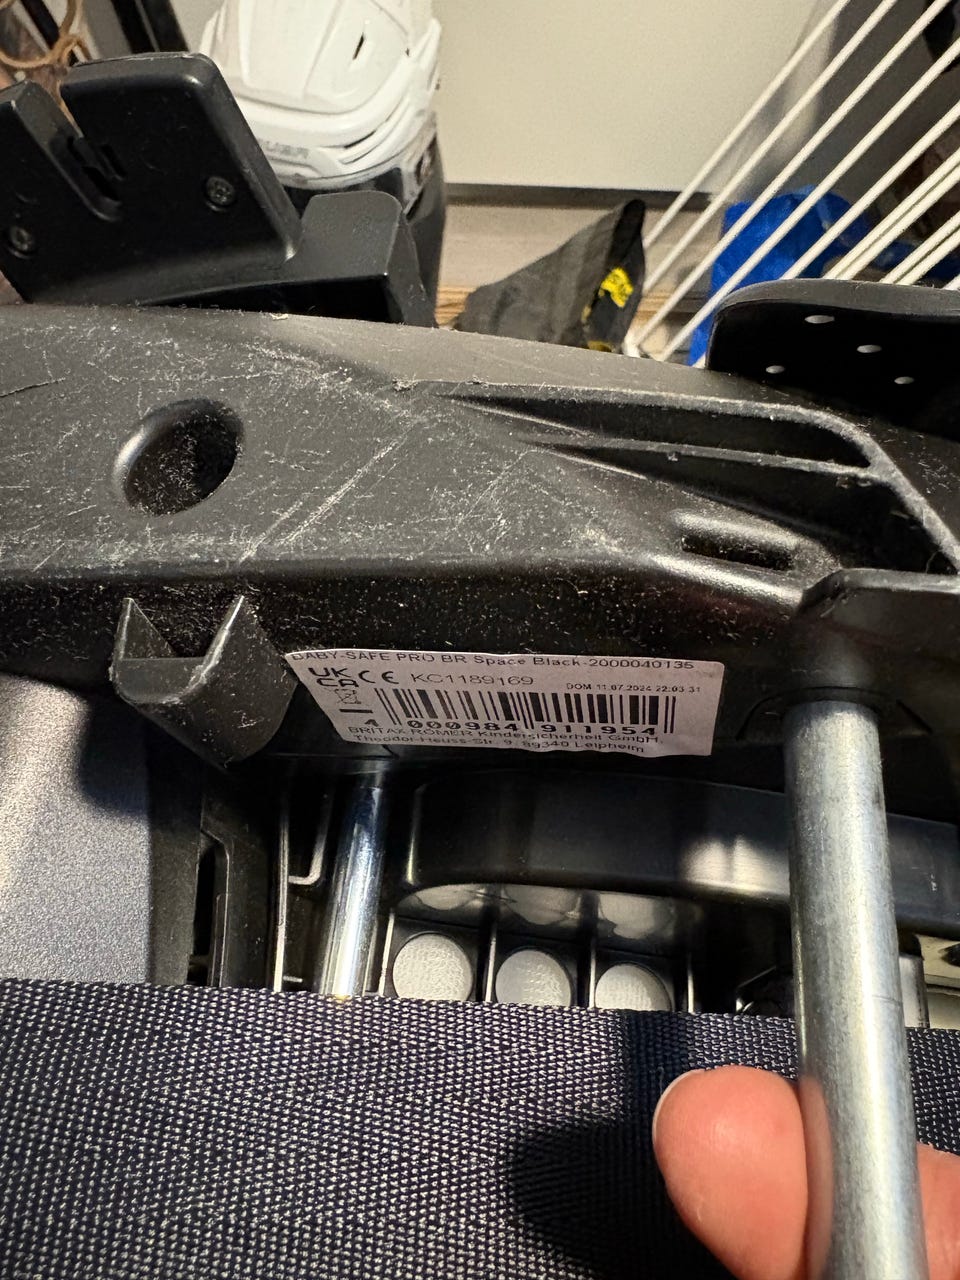 BABY-SAFE PRO BR Space Black-2000040135
UK
CA CE KC1189169 DOM 11.07.2024 22:03:31
4 000984 911954
BRITAX RÖMER Kindersicherheit GmbH,
Theodor-Heuss-Str. 9, 89340 Leipheim